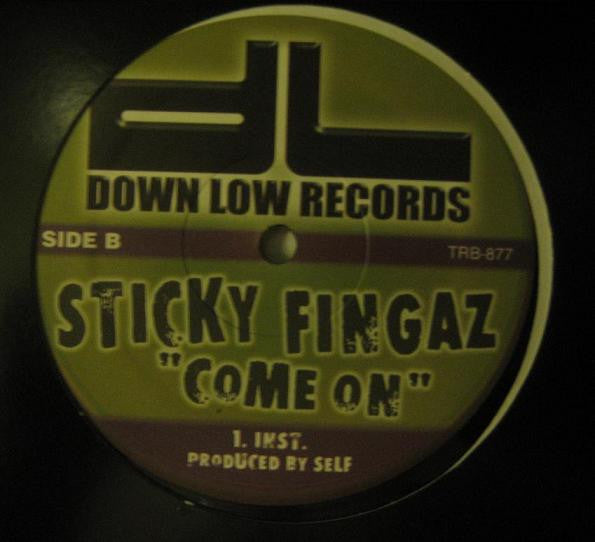 dL
DOWN LOW RECORDS
SIDE B
TRB-877
STICKY FINGAZ
"COME ON"
1. INST.
PRODUCED BY SELF